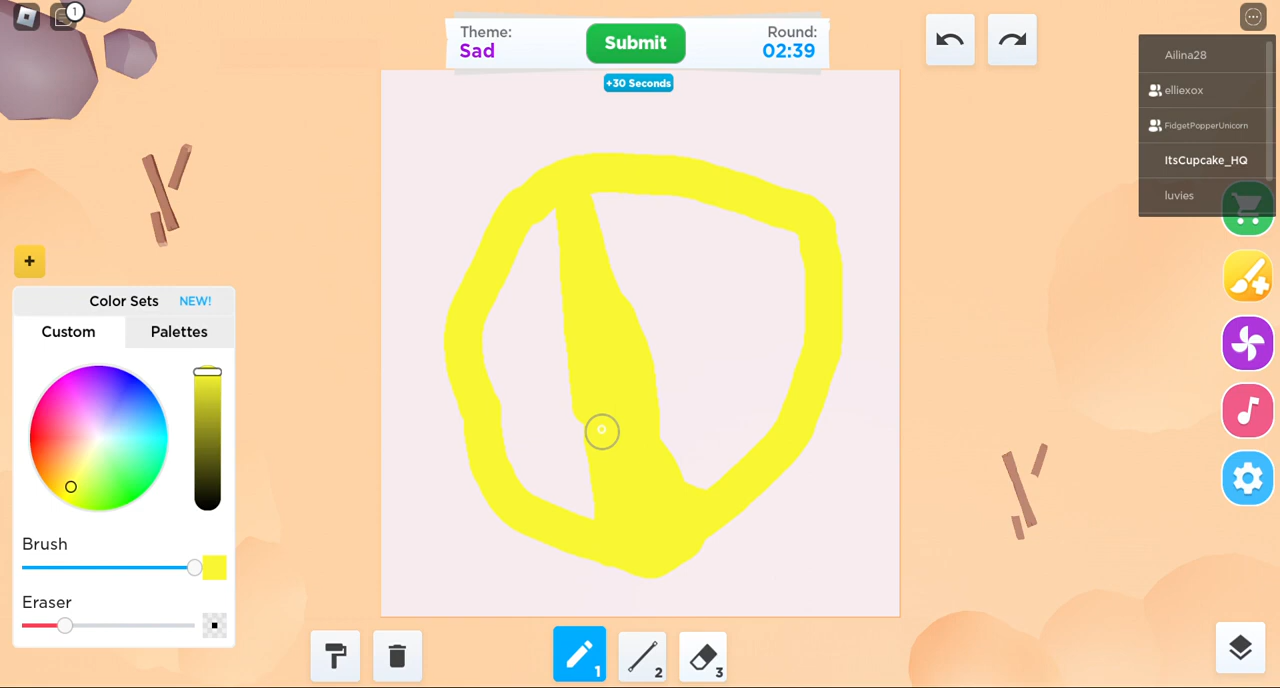 1
Theme:
Sad
Submit
Round:
02:39
+30 Seconds
Ailina28
elliexox
FidgetPopperUnicorn
ItsCupcake_HQ
luvies
+
Color Sets NEW!
Custom Palettes
Brush
Eraser
1 2 3